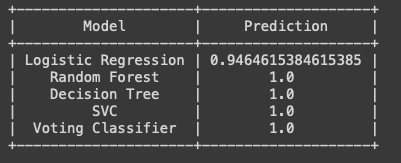 +---------------------+--------------------+
| Model | Prediction |
+---------------------+--------------------+
| Logistic Regression | 0.9464615384615385 |
| Random Forest | 1.0 |
| Decision Tree | 1.0 |
| SVC | 1.0 |
| Voting Classifier | 1.0 |
+---------------------+--------------------+